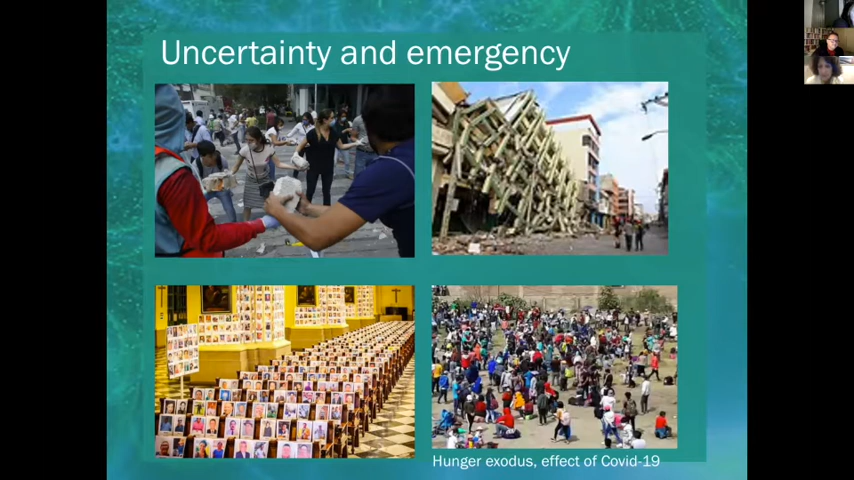 Uncertainty and emergency
Hunger exodus, effect of Covid-19